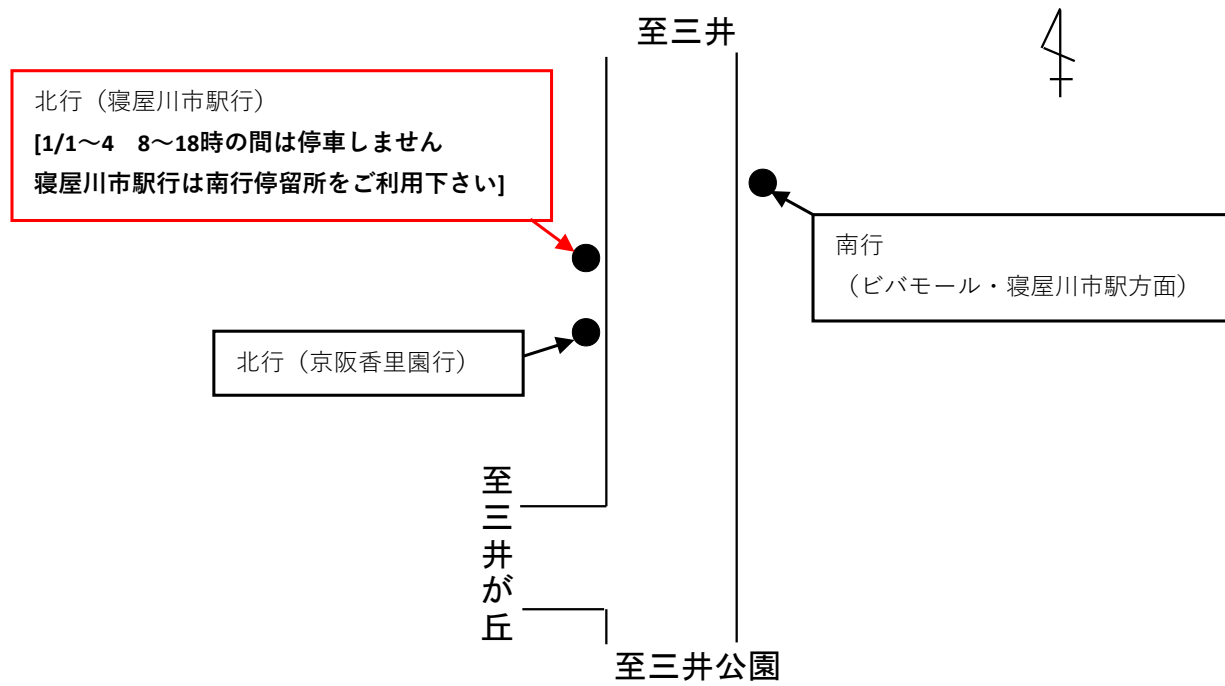 至三井
北行（寝屋川市駅行）
[1/1～4　8～18時の間は停車しません
寝屋川市駅行は南行停留所をご利用下さい]
南行
（ビバモール・寝屋川市駅方面）
北行（京阪香里園行）
至三井が丘
至三井公園